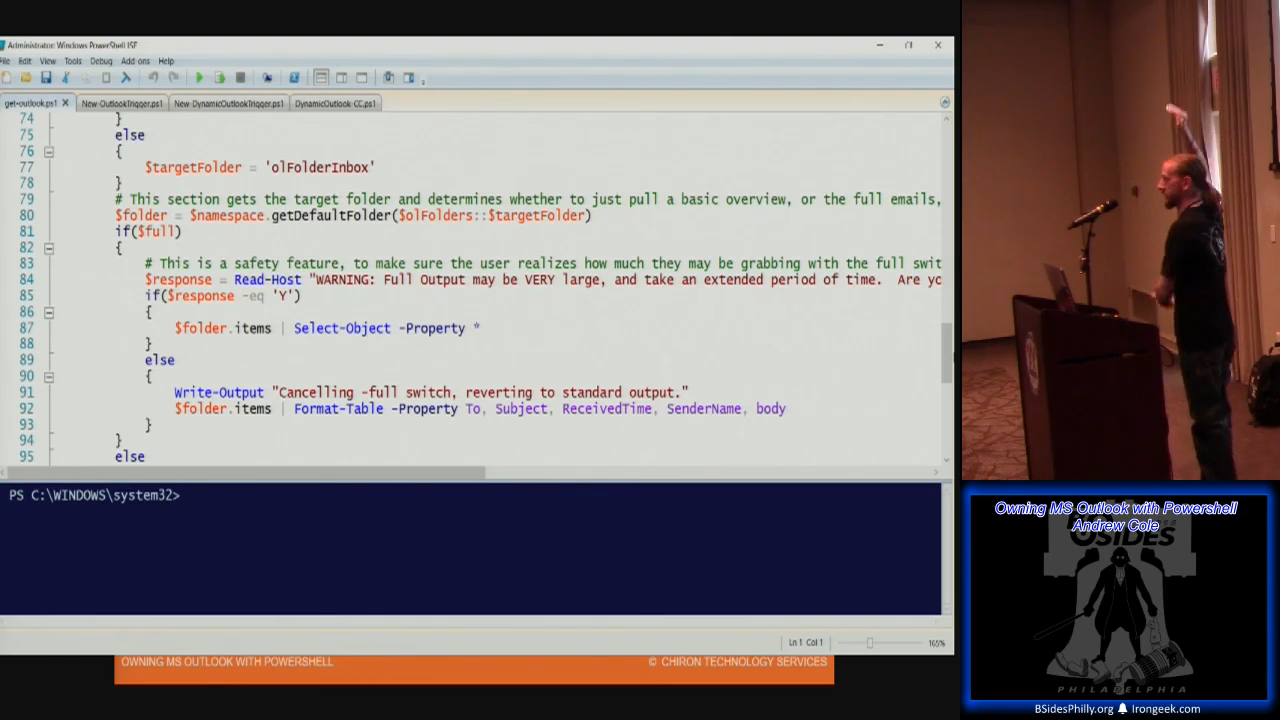 Administrator: Windows PowerShell ISE
File Edit View Tools Debug Add-ons Help
get-outlook.ps1 New-OutlookTrigger.ps1 New-DynamicOutlookTrigger.ps1 DynamicOutlook-CC.ps1
74 }
75 else
76 {
77 $targetFolder = 'olFolderInbox'
78 }
79 # This section gets the target folder and determines whether to just pull a basic overview, or the full emails,
80 $folder = $namespace.getDefaultFolder($olFolders::$targetFolder)
81 if($full)
82 {
83 # This is a safety feature, to make sure the user realizes how much they may be grabbing with the full swit
84 $response = Read-Host "WARNING: Full Output may be VERY large, and take an extended period of time. Are yo
85 if($response -eq 'Y')
86 {
87 $folder.items | Select-Object -Property *
88 }
89 else
90 {
91 Write-Output "Cancelling -full switch, reverting to standard output."
92 $folder.items | Format-Table -Property To, Subject, ReceivedTime, SenderName, body
93 }
94 }
95 else
PS C:\WINDOWS\system32>
Ln 1 Col 1 165%
OWNING MS OUTLOOK WITH POWERSHELL © CHIRON TECHNOLOGY SERVICES
Owning MS Outlook with Powershell
Andrew Cole
BSIDES
PHILADELPHIA
BSidesPhilly.org Irongeek.com